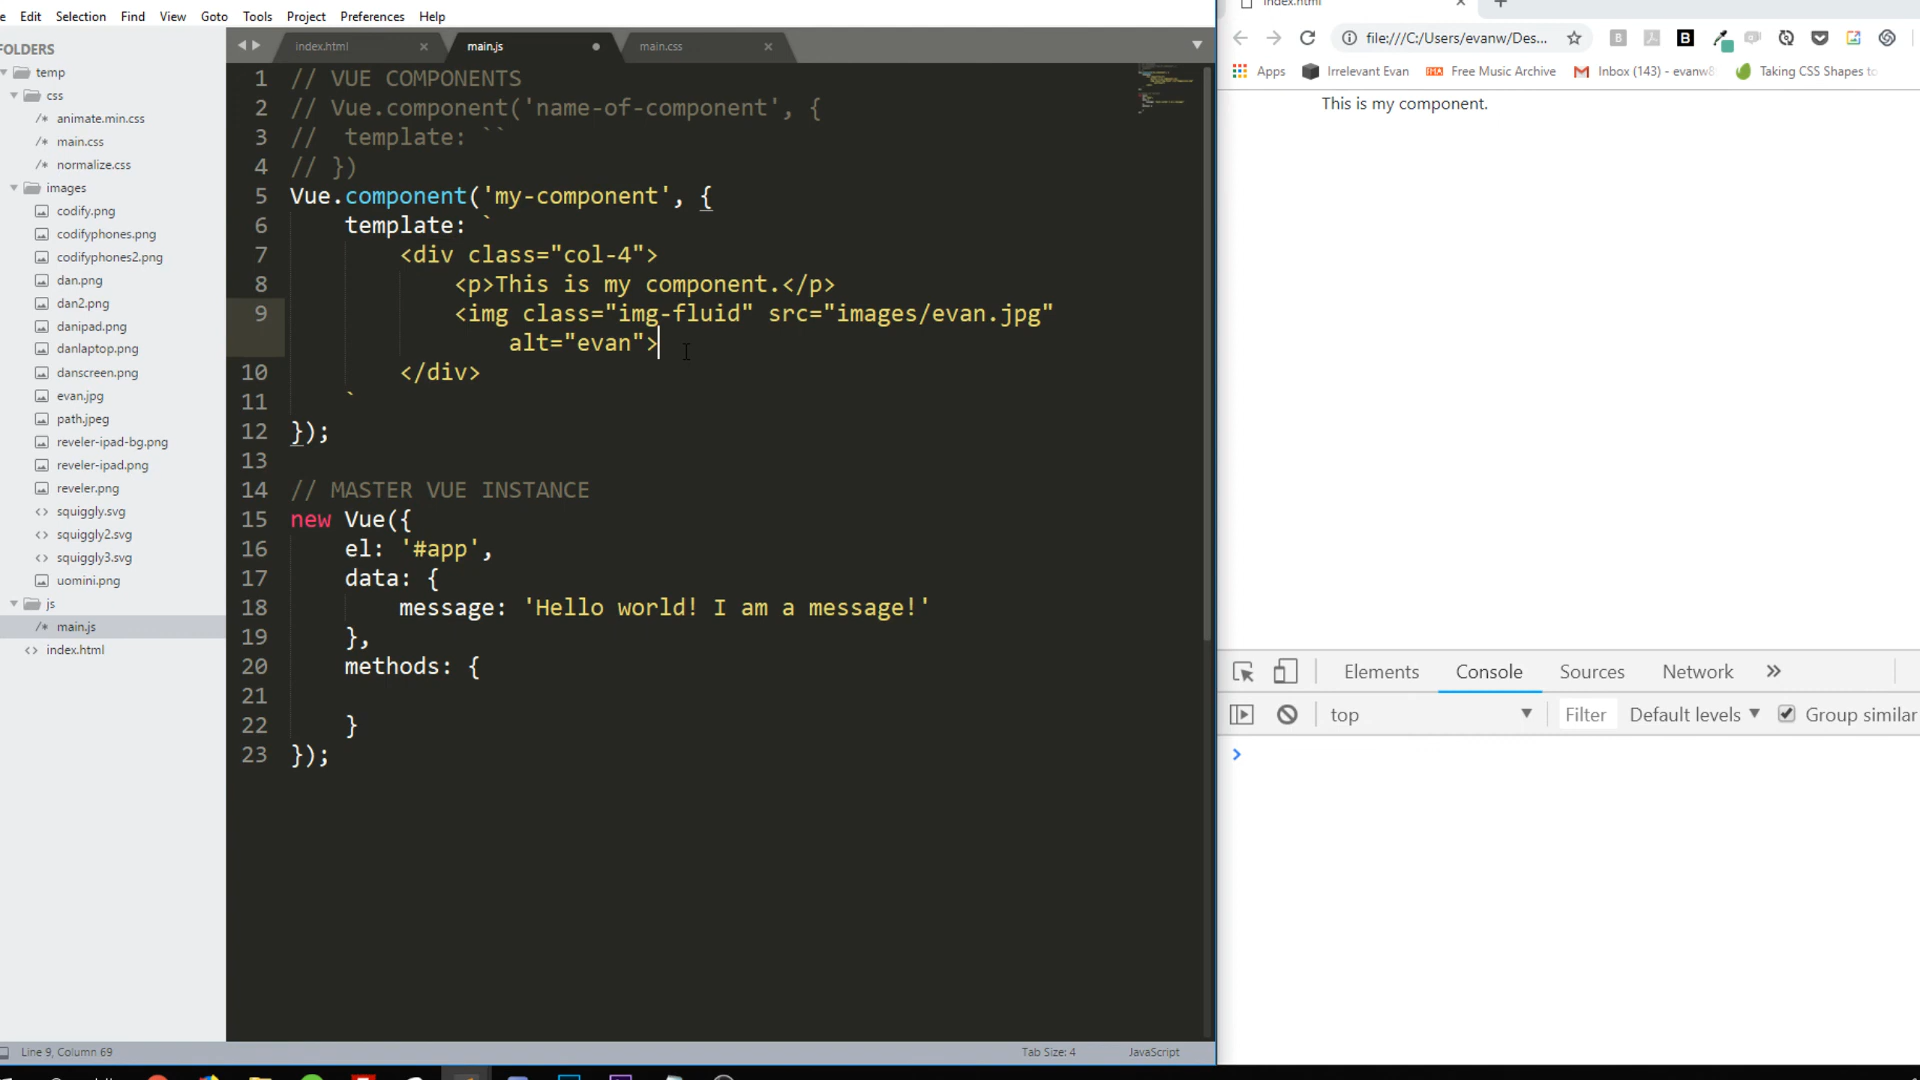 Edit Selection Find View Goto Tools Project Preferences Help
FOLDERS
temp
css
animate.min.css
main.css
normalize.css
images
codify.png
codifyphones.png
codifyphones2.png
dan.png
dan2.png
danipad.png
danlaptop.png
danscreen.png
evan.jpg
path.jpeg
reveler-ipad-bg.png
reveler-ipad.png
reveler.png
squiggly.svg
squiggly2.svg
squiggly3.svg
uomini.png
js
main.js
index.html
index.html main.js main.css
1 // VUE COMPONENTS
2 // Vue.component('name-of-component', {
3 //  template: ``
4 // })
5 Vue.component('my-component', {
6 template: `
7 <div class="col-4">
8 <p>This is my component.</p>
9 <img class="img-fluid" src="images/evan.jpg"
alt="evan">
10 </div>
11 `
12 });
13
14 // MASTER VUE INSTANCE
15 new Vue({
16 el: '#app',
17 data: {
18 message: 'Hello world! I am a message!'
19 },
20 methods: {
21
22 }
23 });
Line 9, Column 69
Tab Size: 4 JavaScript
index.html
file:///C:/Users/evanw/Des...
Apps Irrelevant Evan Free Music Archive Inbox (143) - evanw8 Taking CSS Shapes to
This is my component.
Elements Console Sources Network
top Filter Default levels Group similar